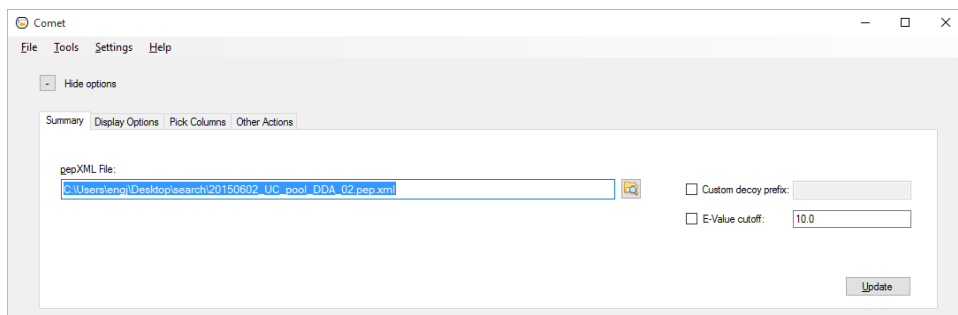 Comet
File Tools Settings Help
- Hide options
Summary Display Options Pick Columns Other Actions
pepXML File:
C:\Users\engj\Desktop\search\20150602_UC_pool_DDA_02.pep.xml
Custom decoy prefix:
E-Value cutoff: 10.0
Update